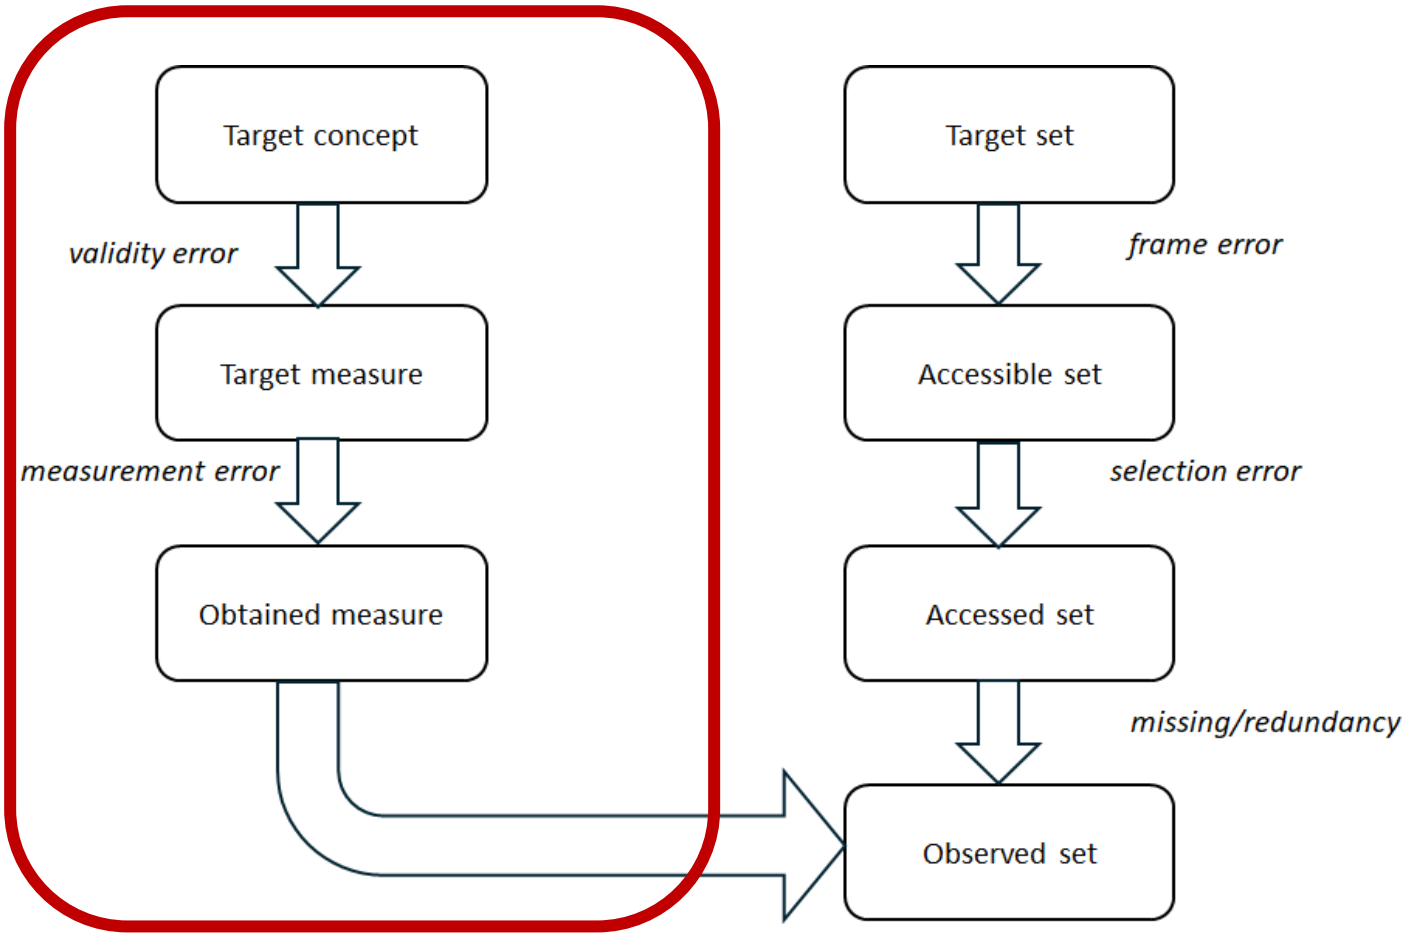 Target concept
Target set
validity error
frame error
Target measure
Accessible set
measurement error
selection error
Obtained measure
Accessed set
missing/redundancy
Observed set